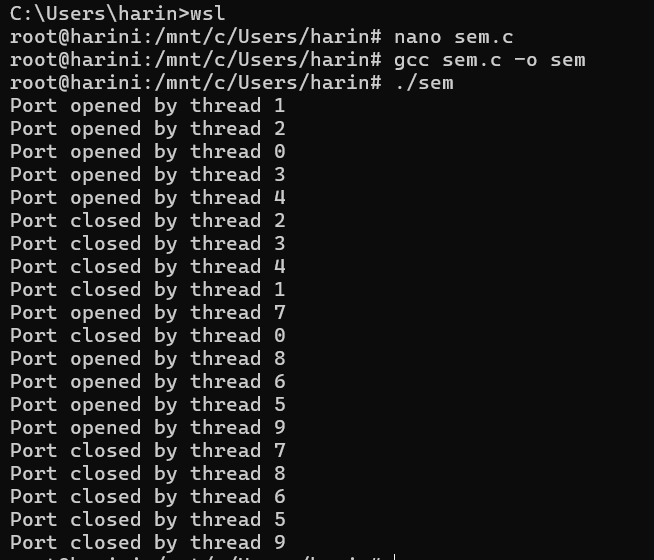 C:\Users\harin>wsl
root@harini:/mnt/c/Users/harin# nano sem.c
root@harini:/mnt/c/Users/harin# gcc sem.c -o sem
root@harini:/mnt/c/Users/harin# ./sem
Port opened by thread 1
Port opened by thread 2
Port opened by thread 0
Port opened by thread 3
Port opened by thread 4
Port closed by thread 2
Port closed by thread 3
Port closed by thread 4
Port closed by thread 1
Port opened by thread 7
Port closed by thread 0
Port opened by thread 8
Port opened by thread 6
Port opened by thread 5
Port opened by thread 9
Port closed by thread 7
Port closed by thread 8
Port closed by thread 6
Port closed by thread 5
Port closed by thread 9